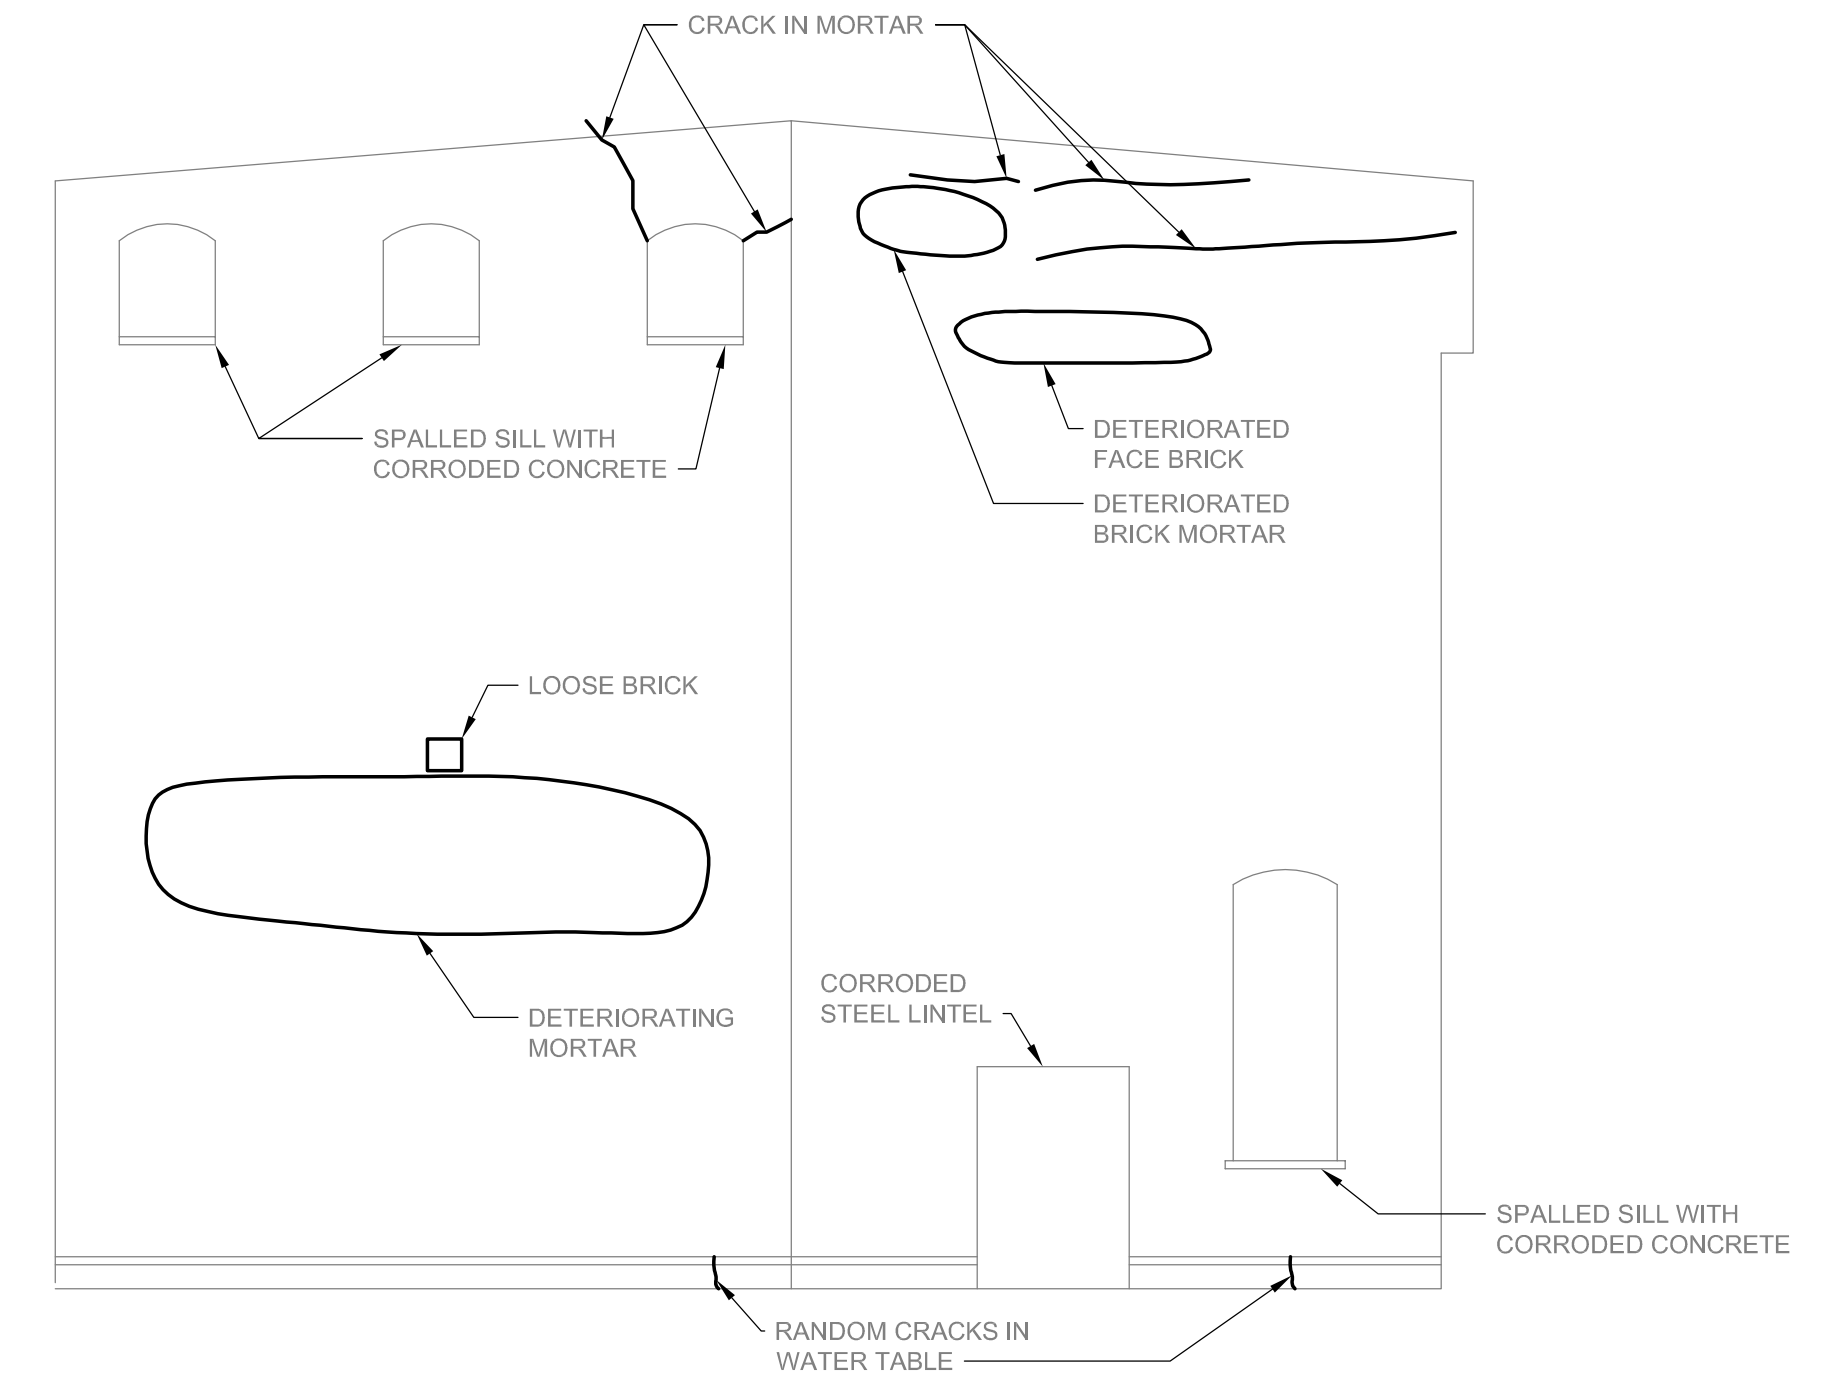 CRACK IN MORTAR
SPALLED SILL WITH
CORRODED CONCRETE
DETERIORATED
FACE BRICK
DETERIORATED
BRICK MORTAR
LOOSE BRICK
DETERIORATING
MORTAR
CORRODED
STEEL LINTEL
SPALLED SILL WITH
CORRODED CONCRETE
RANDOM CRACKS IN
WATER TABLE